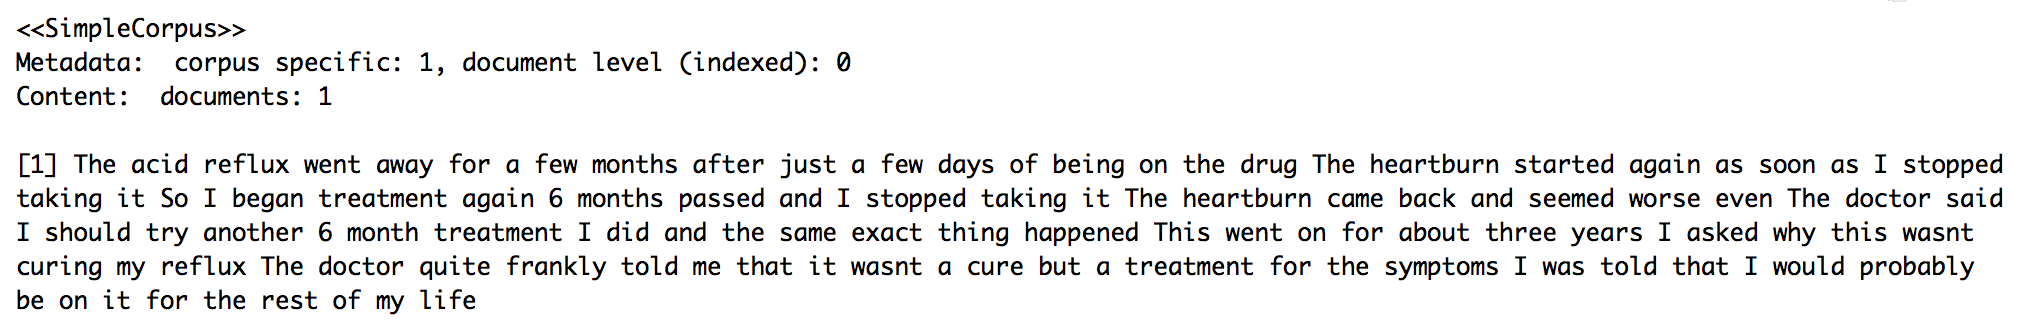 <<SimpleCorpus>>
Metadata:  corpus specific: 1, document level (indexed): 0
Content:  documents: 1
[1] The acid reflux went away for a few months after just a few days of being on the drug The heartburn started again as soon as I stopped
taking it So I began treatment again 6 months passed and I stopped taking it The heartburn came back and seemed worse even The doctor said
I should try another 6 month treatment I did and the same exact thing happened This went on for about three years I asked why this wasnt
curing my reflux The doctor quite frankly told me that it wasnt a cure but a treatment for the symptoms I was told that I would probably
be on it for the rest of my life